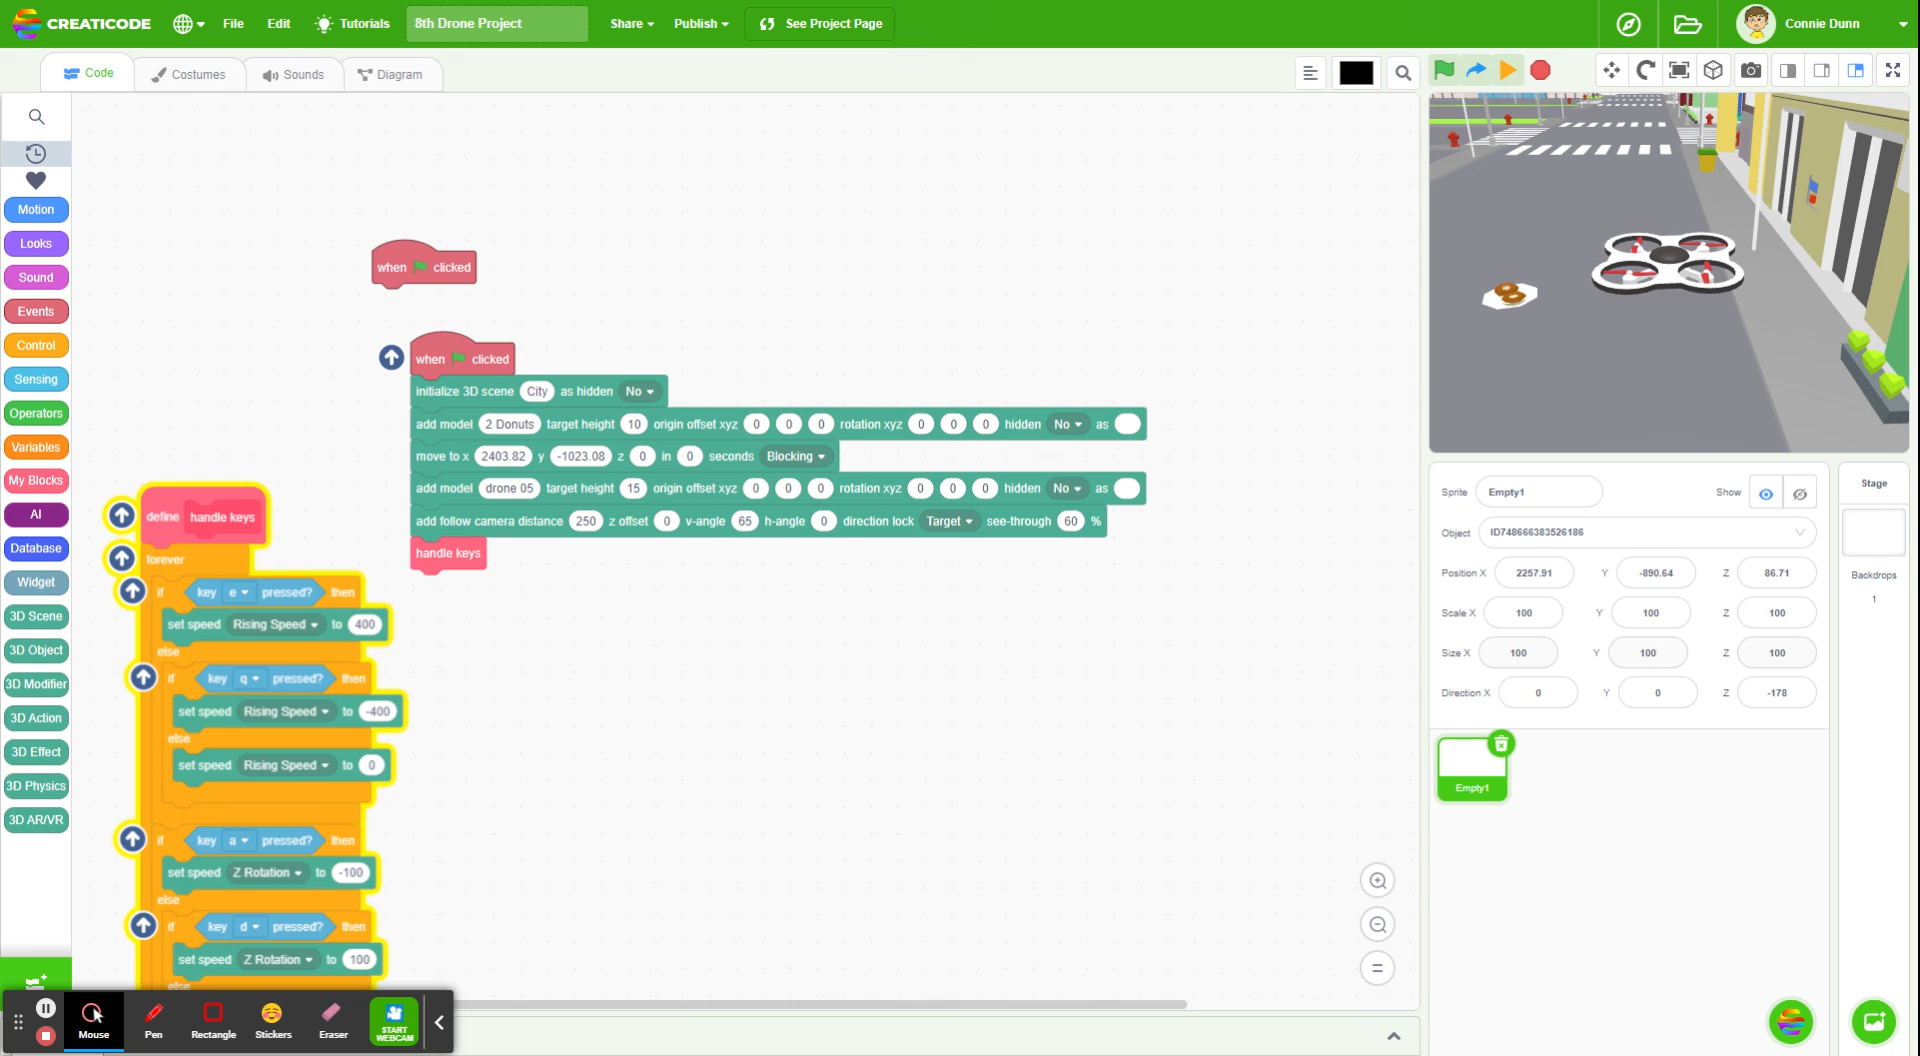 CREATICODE File Edit Tutorials 8th Drone Project Share Publish See Project Page Connie Dunn
Code Costumes Sounds Diagram
Motion
Looks
Sound
Events
Control
Sensing
Operators
Variables
My Blocks
AI
Database
Widget
3D Scene
3D Object
3D Modifier
3D Action
3D Effect
3D Physics
3D AR/VR
when clicked
when clicked
initialize 3D scene City as hidden No
add model 2 Donuts target height 10 origin offset xyz 0 0 0 rotation xyz 0 0 0 hidden No as
move to x 2403.82 y -1023.08 z 0 in 0 seconds Blocking
add model drone 05 target height 15 origin offset xyz 0 0 0 rotation xyz 0 0 0 hidden No as
add follow camera distance 250 z offset 0 v-angle 65 h-angle 0 direction lock Target see-through 60 %
handle keys
define handle keys
forever
if key e pressed? then
set speed Rising Speed to 400
else
if key q pressed? then
set speed Rising Speed to -400
else
set speed Rising Speed to 0
if key a pressed? then
set speed Z Rotation to -100
else
if key d pressed? then
set speed Z Rotation to 100
else
Sprite Empty1 Show
Object ID748666383526186
Position X 2257.91 Y -890.64 Z 86.71
Scale X 100 Y 100 Z 100
Size X 100 Y 100 Z 100
Direction X 0 Y 0 Z -178
Empty1
Stage
Backdrops
1
Mouse Pen Rectangle Stickers Eraser START
WEBCAM